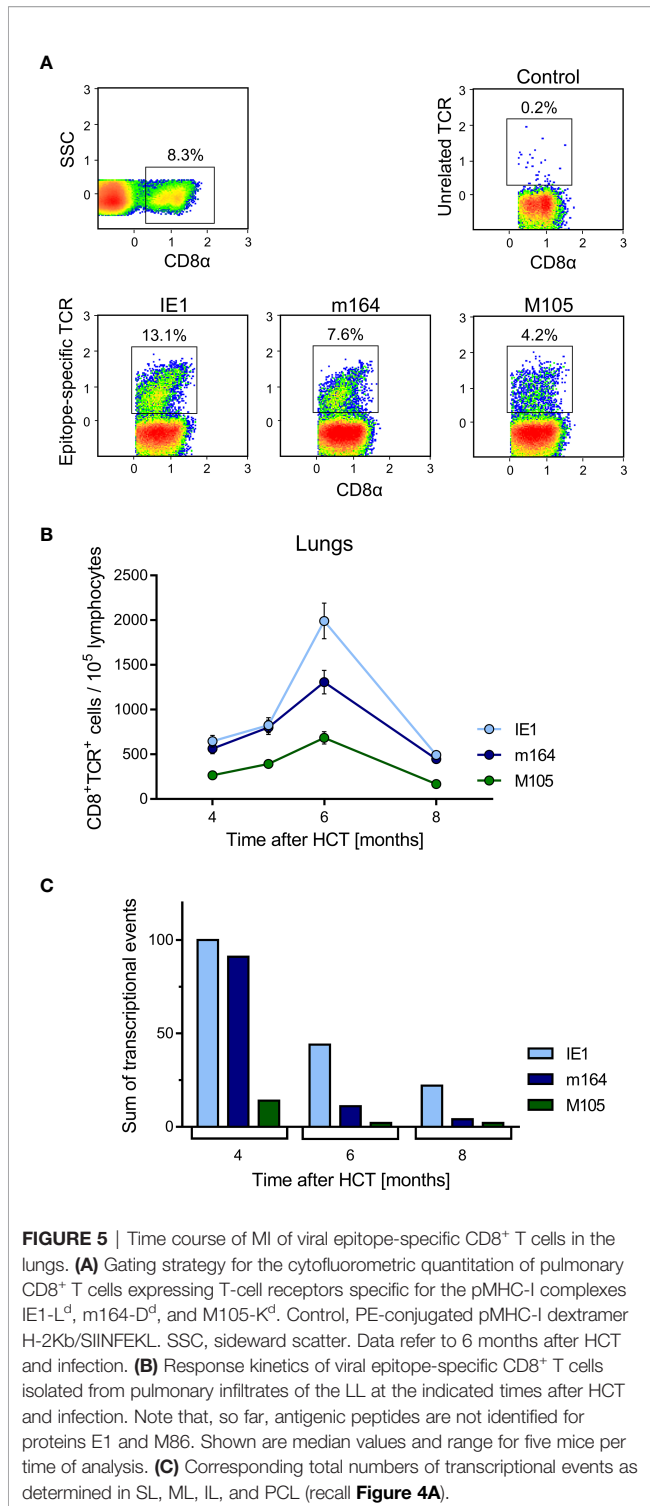 A
Control
3
2
1
0
SSC
8.3%
0 1 2 3
CD8α
3
2
1
0
Unrelated TCR
0.2%
0 1 2 3
CD8α
IE1
m164
M105
3
2
1
0
Epitope-specific TCR
13.1%
0 1 2 3
3
2
1
0
7.6%
0 1 2 3
CD8α
3
2
1
0
4.2%
0 1 2 3
CD8α
CD8α
B
Lungs
2500
2000
1500
1000
500
0
CD8+TCR+ cells / 10⁵ lymphocytes
4 6 8
Time after HCT [months]
IE1
m164
M105
C
100
50
0
Sum of transcriptional events
4 6 8
Time after HCT [months]
IE1
m164
M105
FIGURE 5 | Time course of MI of viral epitope-specific CD8⁺ T cells in the
lungs. (A) Gating strategy for the cytofluorometric quantitation of pulmonary
CD8⁺ T cells expressing T-cell receptors specific for the pMHC-I complexes
IE1-Lᵈ, m164-Dᵈ, and M105-Kᵈ. Control, PE-conjugated pMHC-I dextramer
H-2Kb/SIINFEKL. SSC, sideward scatter. Data refer to 6 months after HCT
and infection. (B) Response kinetics of viral epitope-specific CD8⁺ T cells
isolated from pulmonary infiltrates of the LL at the indicated times after HCT
and infection. Note that, so far, antigenic peptides are not identified for
proteins E1 and M86. Shown are median values and range for five mice per
time of analysis. (C) Corresponding total numbers of transcriptional events as
determined in SL, ML, IL, and PCL (recall Figure 4A).